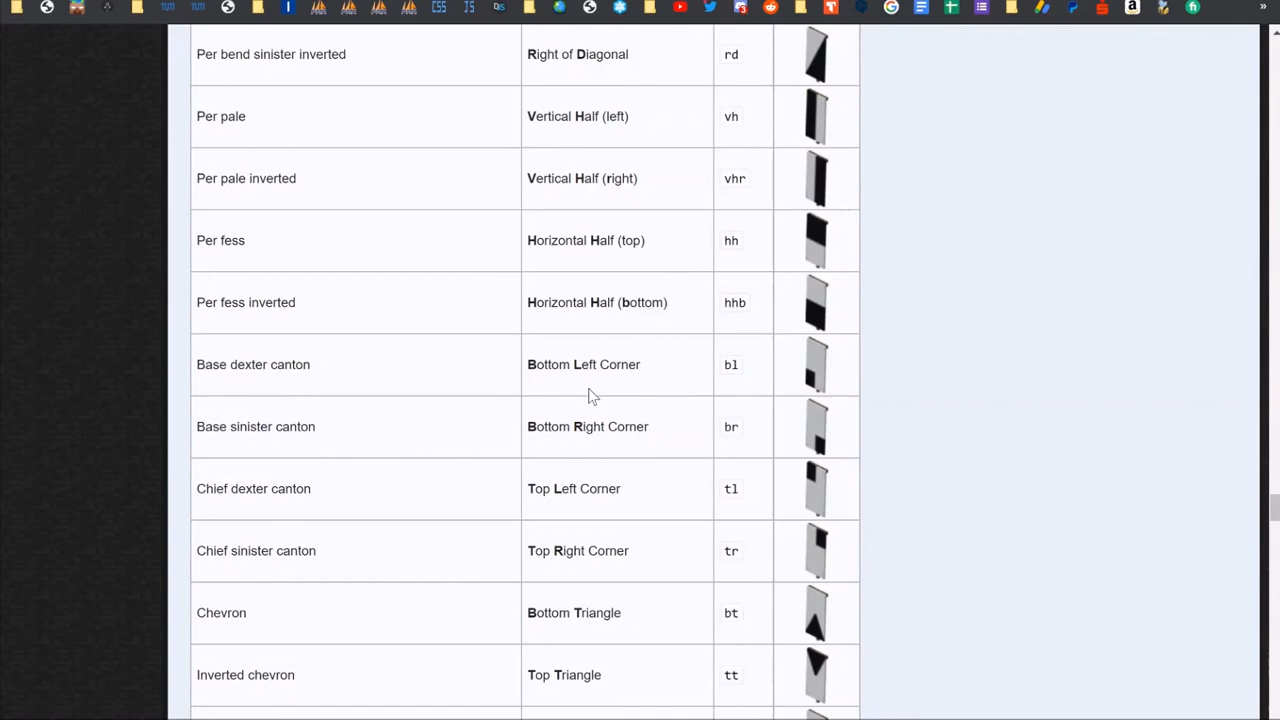 Per bend sinister inverted Right of Diagonal rd
Per pale Vertical Half (left) vh
Per pale inverted Vertical Half (right) vhr
Per fess Horizontal Half (top) hh
Per fess inverted Horizontal Half (bottom) hhb
Base dexter canton Bottom Left Corner bl
Base sinister canton Bottom Right Corner br
Chief dexter canton Top Left Corner tl
Chief sinister canton Top Right Corner tr
Chevron Bottom Triangle bt
Inverted chevron Top Triangle tt